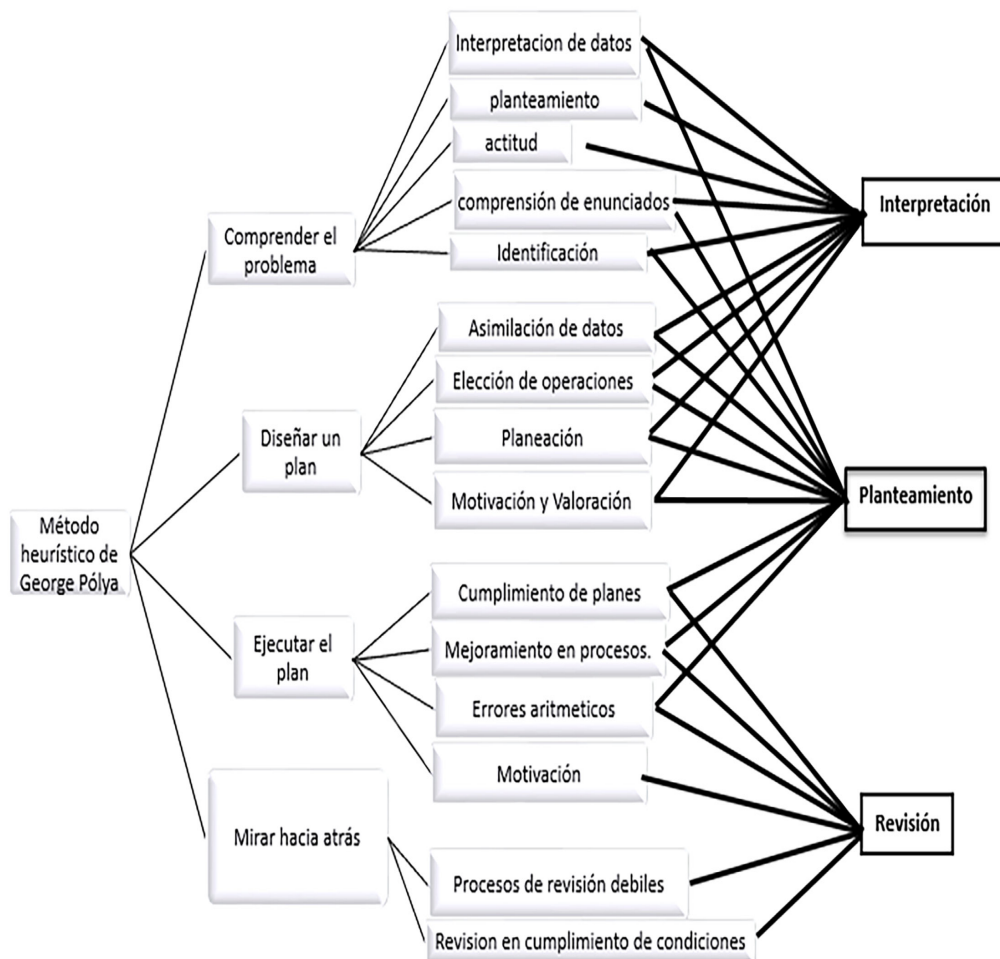 Método
heurístico de
George Pólya
Comprender el
problema
Diseñar un
plan
Ejecutar el
plan
Mirar hacia atrás
Interpretacion de datos
planteamiento
actitud
comprensión de enunciados
Identificación
Asimilación de datos
Elección de operaciones
Planeación
Motivación y Valoración
Cumplimiento de planes
Mejoramiento en procesos.
Errores aritmeticos
Motivación
Procesos de revisión debiles
Revision en cumplimiento de condiciones
Interpretación
Planteamiento
Revisión